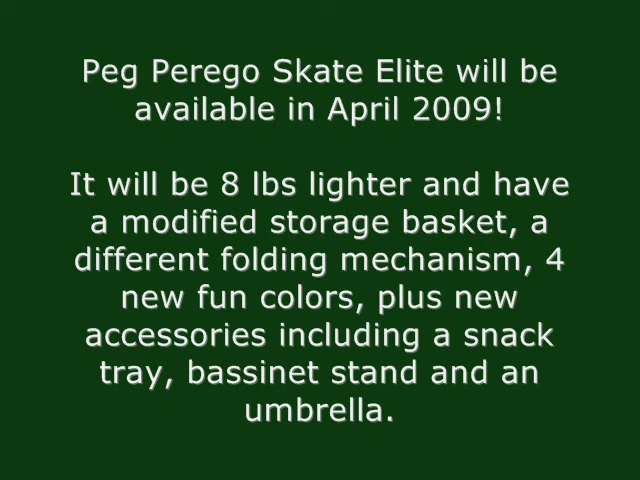 Peg Perego Skate Elite will be
available in April 2009!
It will be 8 lbs lighter and have
a modified storage basket, a
different folding mechanism, 4
new fun colors, plus new
accessories including a snack
tray, bassinet stand and an
umbrella.